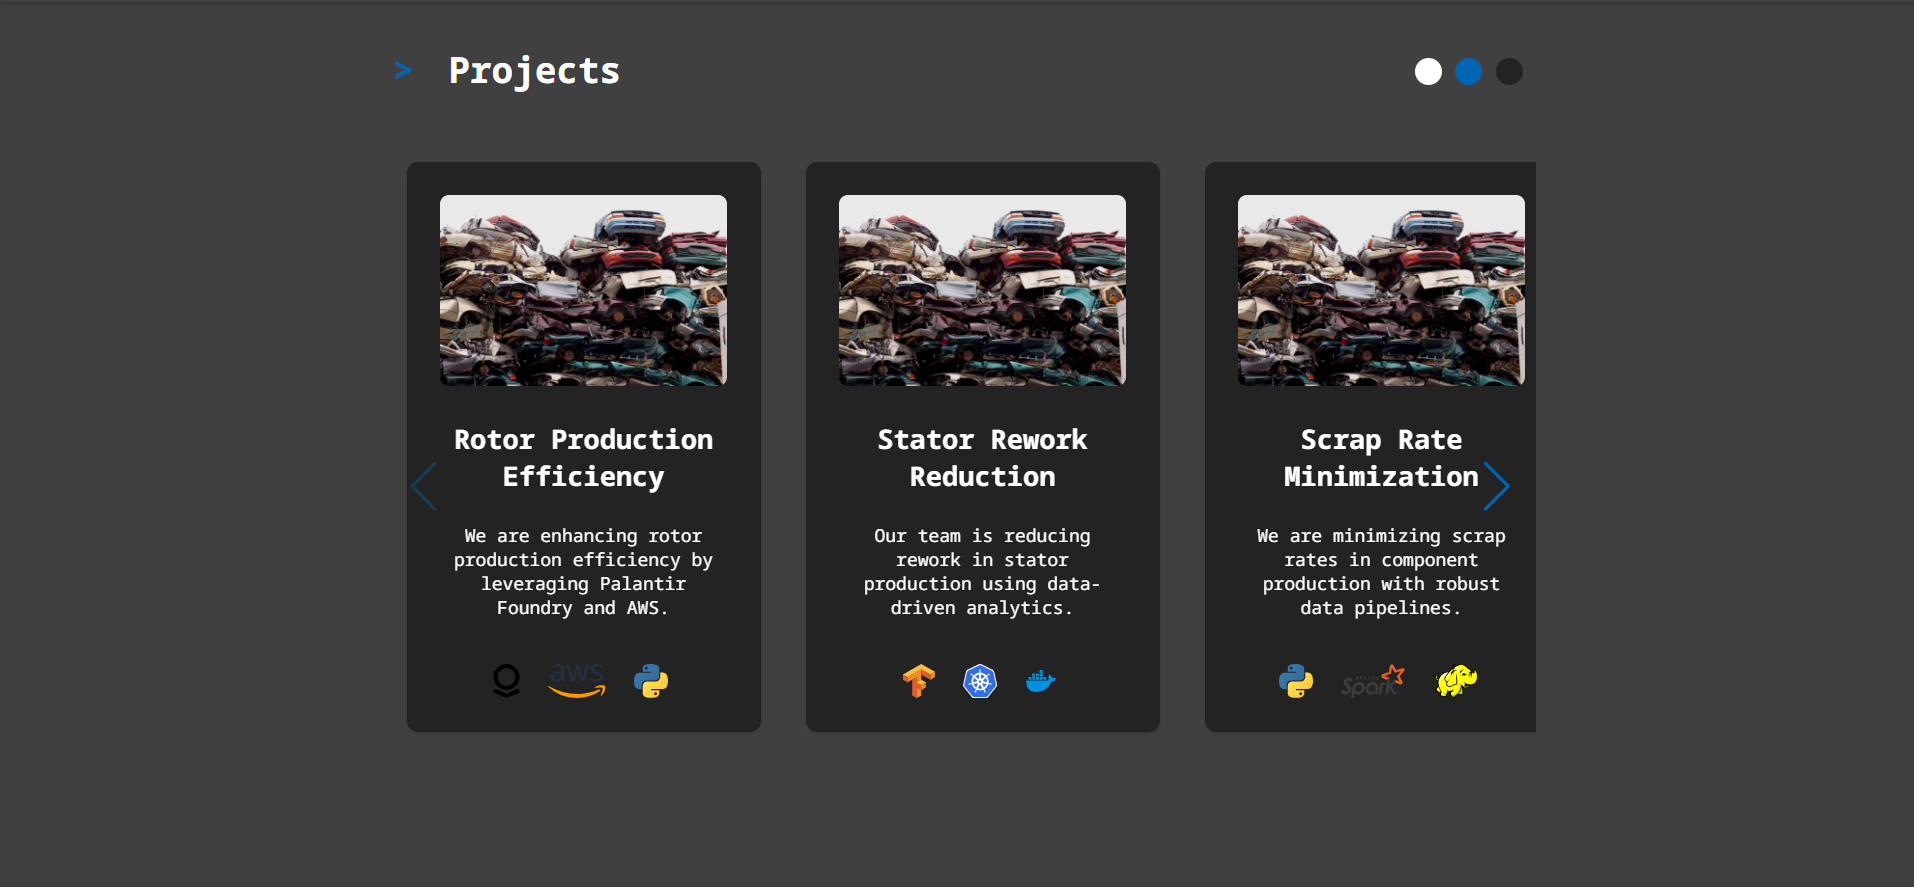 > Projects
Rotor Production
Efficiency
We are enhancing rotor
production efficiency by
leveraging Palantir
Foundry and AWS.
aws
Stator Rework
Reduction
Our team is reducing
rework in stator
production using data-
driven analytics.
Scrap Rate
Minimization
We are minimizing scrap
rates in component
production with robust
data pipelines.
APACHE
Spark